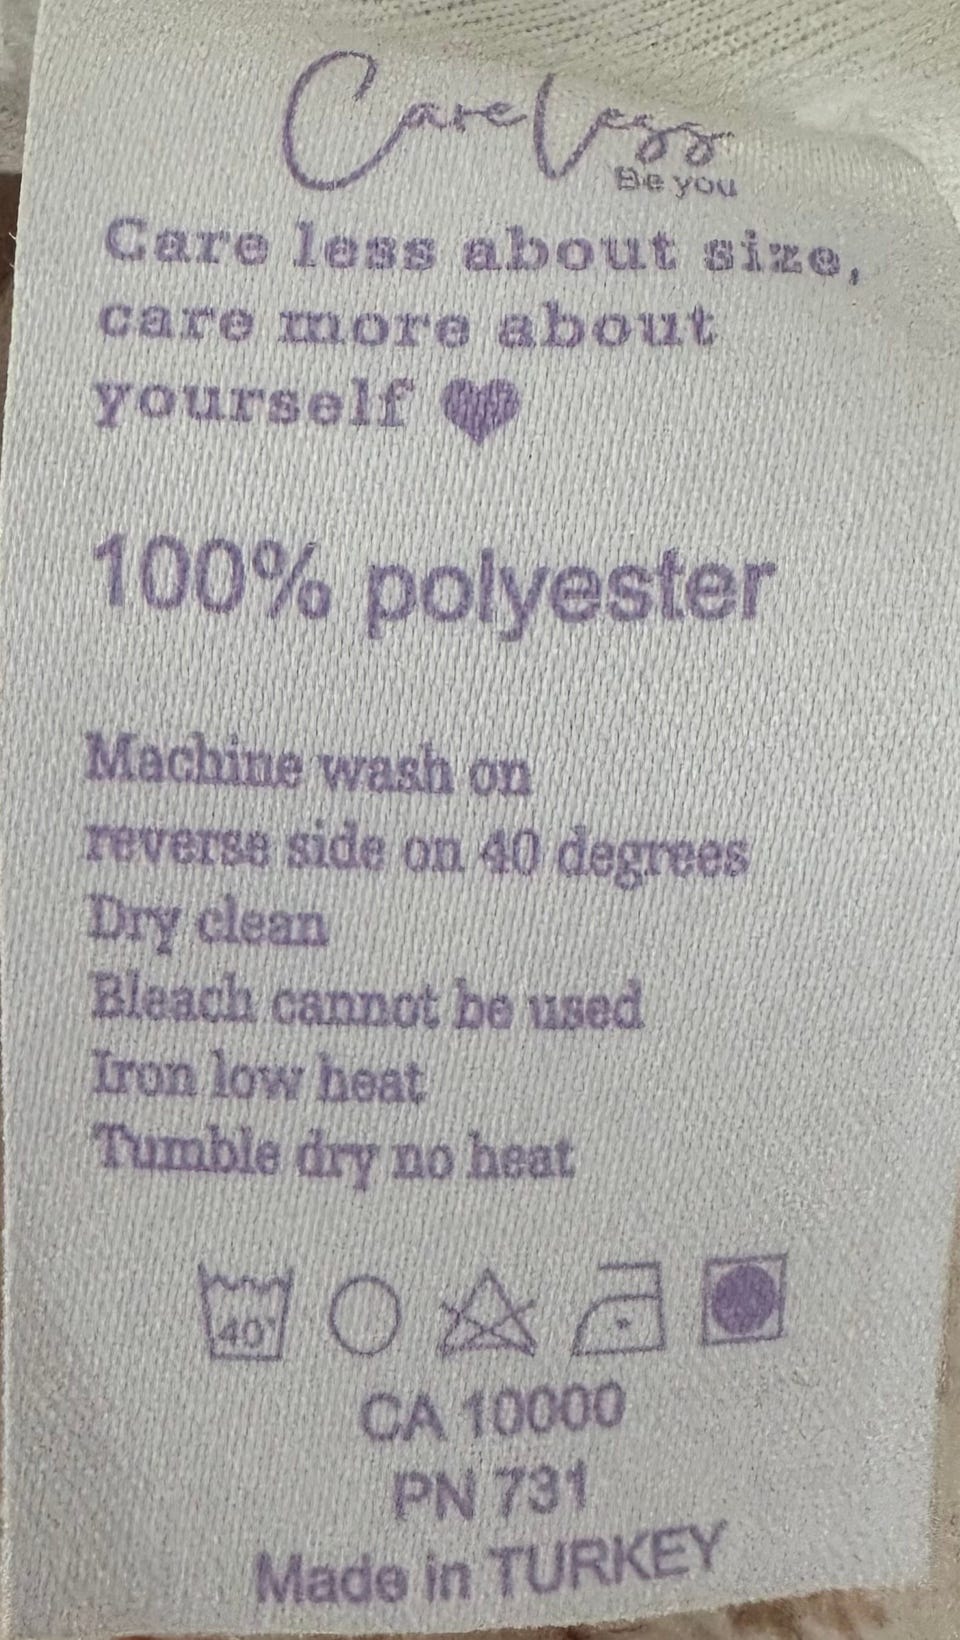 CareLess
Be you
Care less about size,
care more about
yourself ♥
100% polyester
Machine wash on
reverse side on 40 degrees
Dry clean
Bleach cannot be used
Iron low heat
Tumble dry no heat
40°
CA 10000
PN 731
Made in TURKEY